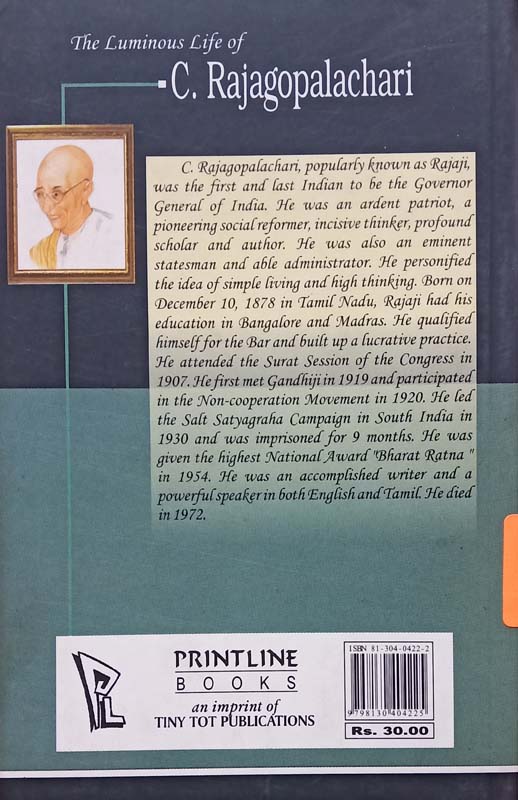 The Luminous Life of
C. Rajagopalachari
C. Rajagopalachari, popularly known as Rajaji,
was the first and last Indian to be the Governor
General of India. He was an ardent patriot, a
pioneering social reformer, incisive thinker, profound
scholar and author. He was also an eminent
statesman and able administrator. He personified
the idea of simple living and high thinking. Born on
December 10, 1878 in Tamil Nadu, Rajaji had his
education in Bangalore and Madras. He qualified
himself for the Bar and built up a lucrative practice.
He attended the Surat Session of the Congress in
1907. He first met Gandhiji in 1919 and participated
in the Non-cooperation Movement in 1920. He led
the Salt Satyagraha Campaign in South India in
1930 and was imprisoned for 9 months. He was
given the highest National Award "Bharat Ratna "
in 1954. He was an accomplished writer and a
powerful speaker in both English and Tamil. He died
in 1972.
PL
PRINTLINE
BOOKS
an imprint of
TINY TOT PUBLICATIONS
ISBN 81-304-0422-2
9 798130 404225
Rs. 30.00